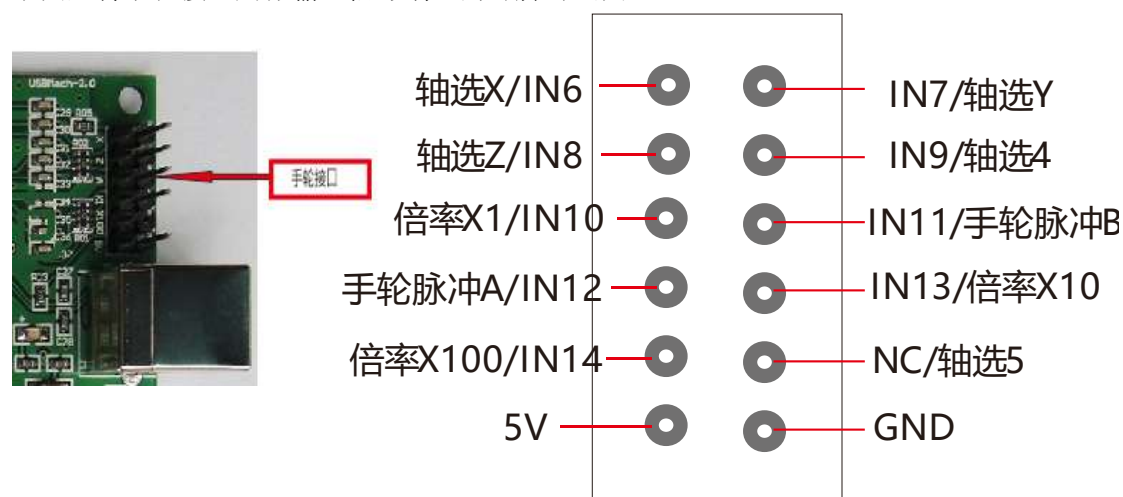 USBMach-2.0
手轮接口
轴选X/IN6
IN7/轴选Y
轴选Z/IN8
IN9/轴选4
倍率X1/IN10
IN11/手轮脉冲B
手轮脉冲A/IN12
IN13/倍率X10
倍率X100/IN14
NC/轴选5
5V
GND